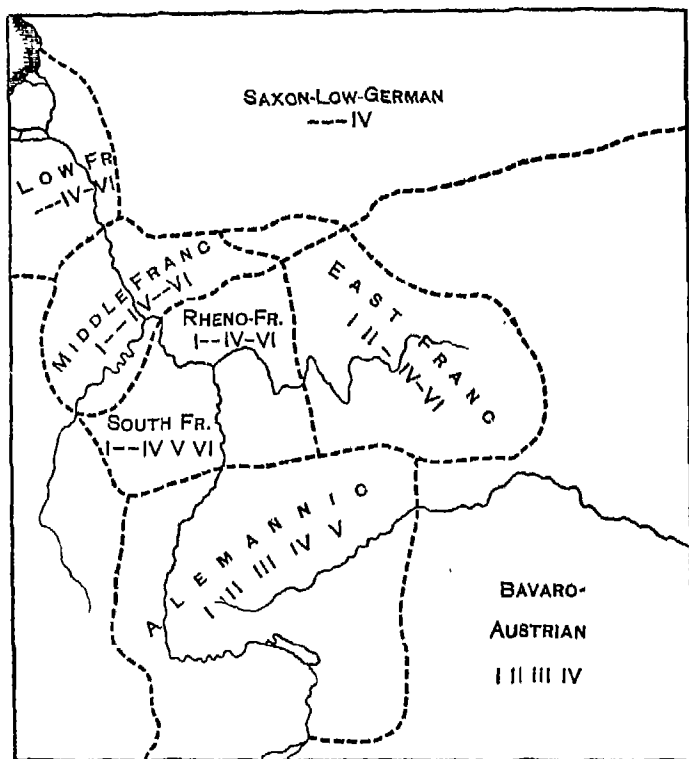 SAXON-LOW-GERMAN
---IV
LOW FR.
---IV-VI
MIDDLE FRANC
I---IV--VI
RHENO-FR.
I--IV-VI
EAST FRANC
I II-IV-VI
SOUTH FR.
I--IV V VI
ALEMANNIC
I II III IV V
BAVARO-
AUSTRIAN
I II III IV